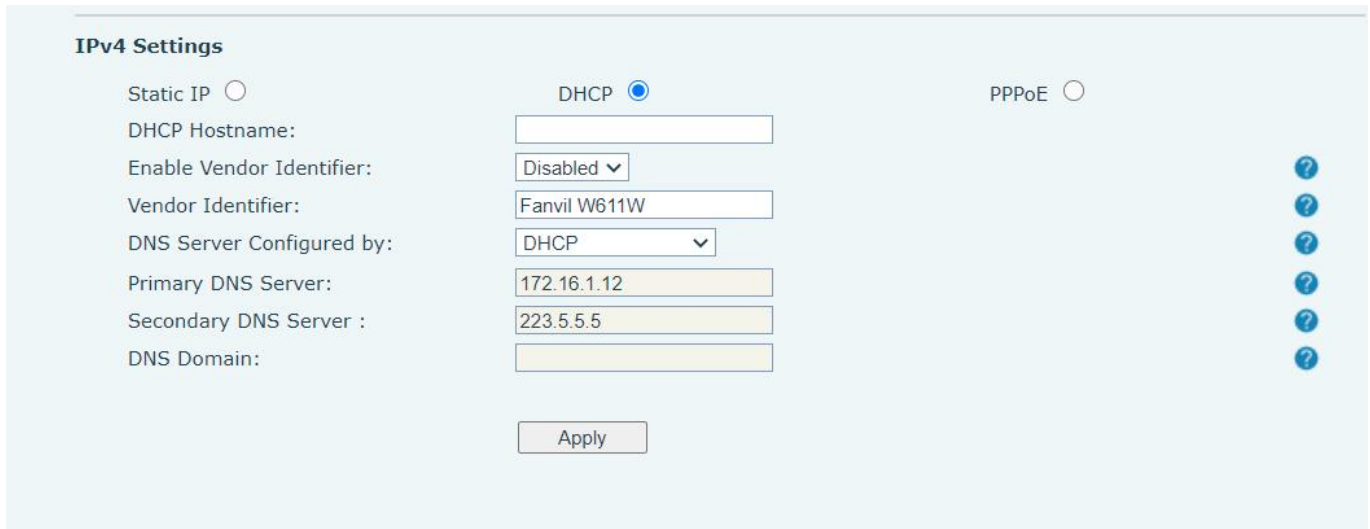 IPv4 Settings
Static IP DHCP PPPoE
DHCP Hostname:
Enable Vendor Identifier: Disabled
Vendor Identifier: Fanvil W611W
DNS Server Configured by: DHCP
Primary DNS Server: 172.16.1.12
Secondary DNS Server : 223.5.5.5
DNS Domain:
Apply